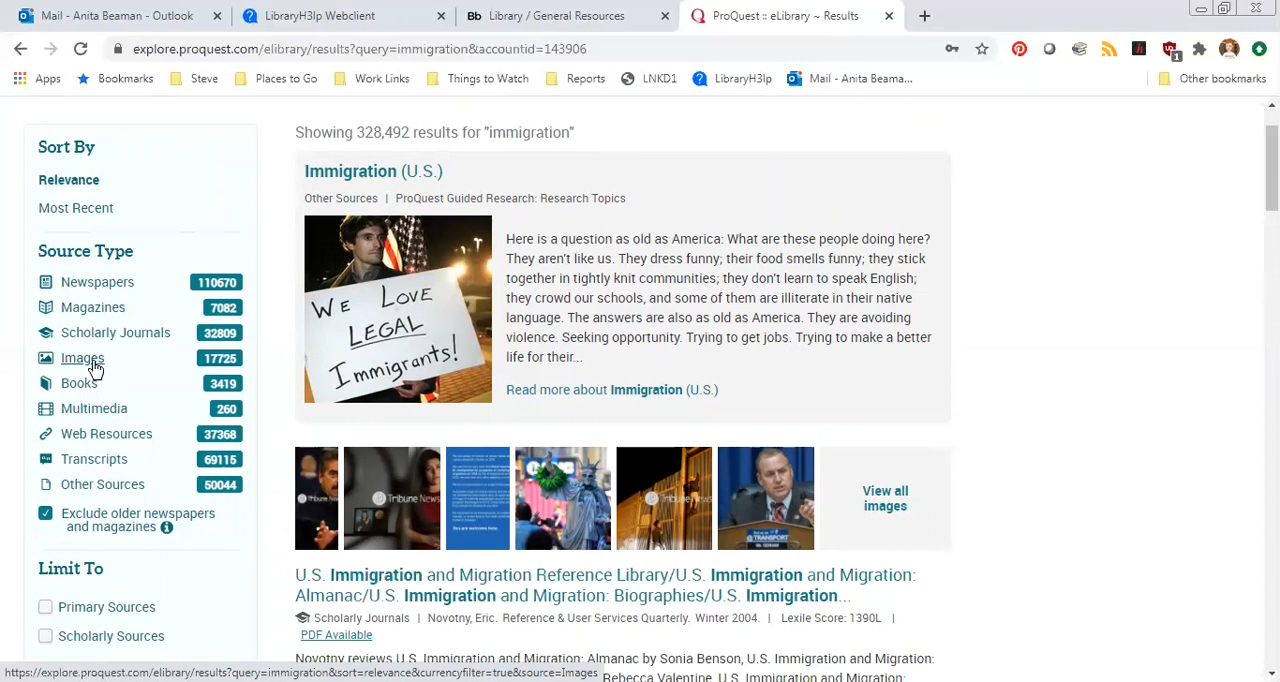 Mail - Anita Beaman - Outlook
LibraryH3lp Webclient
Bb Library / General Resources
ProQuest :: eLibrary ~ Results
explore.proquest.com/elibrary/results?query=immigration&accountid=143906
1
Apps
Bookmarks
Steve
Places to Go
Work Links
Things to Watch
Reports
LNKD1
LibraryH3lp
Mail - Anita Beama...
Other bookmarks
Sort By
Relevance
Most Recent
Source Type
Newspapers 110670
Magazines 7082
Scholarly Journals 32809
Images 17725
Books 3419
Multimedia 260
Web Resources 37368
Transcripts 69115
Other Sources 50044
Exclude older newspapers
and magazines
Limit To
Primary Sources
Scholarly Sources
Showing 328,492 results for "immigration"
Immigration (U.S.)
Other Sources | ProQuest Guided Research: Research Topics
WE LOVE
LEGAL
Immigrants!
Here is a question as old as America: What are these people doing here?
They aren't like us. They dress funny; their food smells funny; they stick
together in tightly knit communities; they don't learn to speak English;
they crowd our schools, and some of them are illiterate in their native
language. The answers are also as old as America. They are avoiding
violence. Seeking opportunity. Trying to get jobs. Trying to make a better
life for their...
Read more about Immigration (U.S.)
View all
images
U.S. Immigration and Migration Reference Library/U.S. Immigration and Migration:
Almanac/U.S. Immigration and Migration: Biographies/U.S. Immigration...
Scholarly Journals | Novotny, Eric. Reference & User Services Quarterly. Winter 2004. | Lexile Score: 1390L |
PDF Available
Novotny reviews U.S. Immigration and Migration: Almanac by Sonia Benson, U.S. Immigration and Migration:
Rebecca Valentine, U.S. Immigration and Migration:
https://explore.proquest.com/elibrary/results?query=immigration&sort=relevance&currencyfilter=true&source=Images